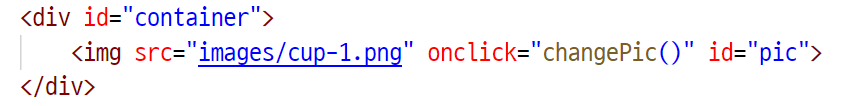 <div id="container">
<img src="images/cup-1.png" onclick="changePic()" id="pic">
</div>